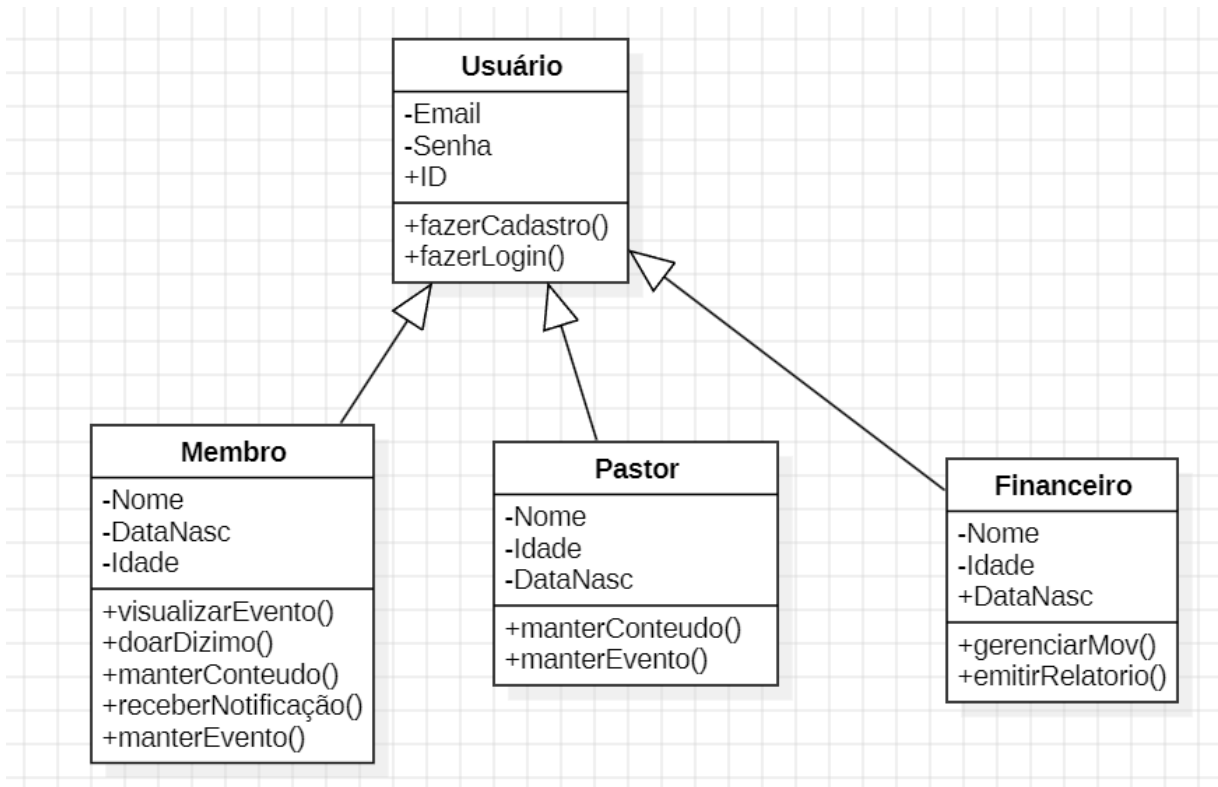 Usuário
-Email
-Senha
+ID
+fazerCadastro()
+fazerLogin()
Membro
-Nome
-DataNasc
-Idade
+visualizarEvento()
+doarDizimo()
+manterConteudo()
+receberNotificação()
+manterEvento()
Pastor
-Nome
-Idade
-DataNasc
+manterConteudo()
+manterEvento()
Financeiro
-Nome
-Idade
+DataNasc
+gerenciarMov()
+emitirRelatorio()